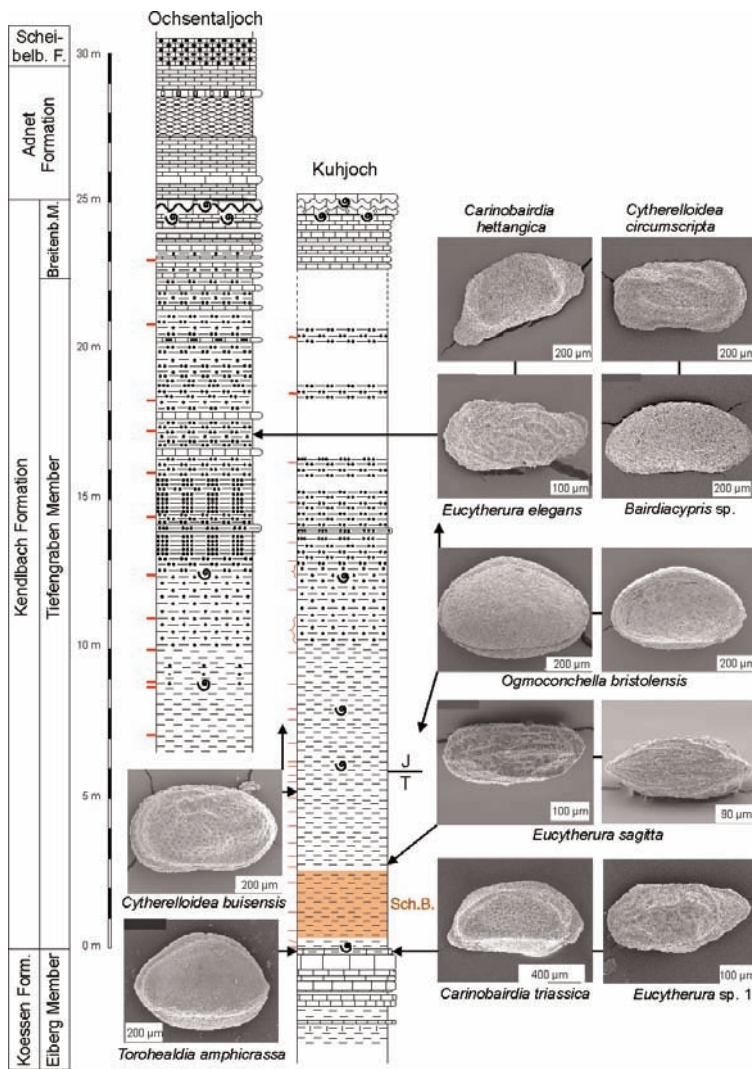 Ochsentaljoch
Schei-
belb. F.
30 m
Adnet
Formation
25 m
Kuhjoch
Breitenb.M.
Carinobairdia
hettangica
Cytherelloidea
circumscripta
200 µm
200 µm
20 m
100 µm
200 µm
Eucytherura elegans
Bairdiacypris sp.
Kendlbach Formation
Tiefengraben Member
15 m
10 m
200 µm
200 µm
Ogmoconchella bristolensis
J
T
5 m
100 µm
90 µm
Eucytherura sagitta
200 µm
Cytherelloidea buisensis
Sch.B.
0 m
400 µm
100 µm
Carinobairdia triassica
Eucytherura sp. 1
Koessen Form.
Eiberg Member
200 µm
Torohealdia amphicrassa